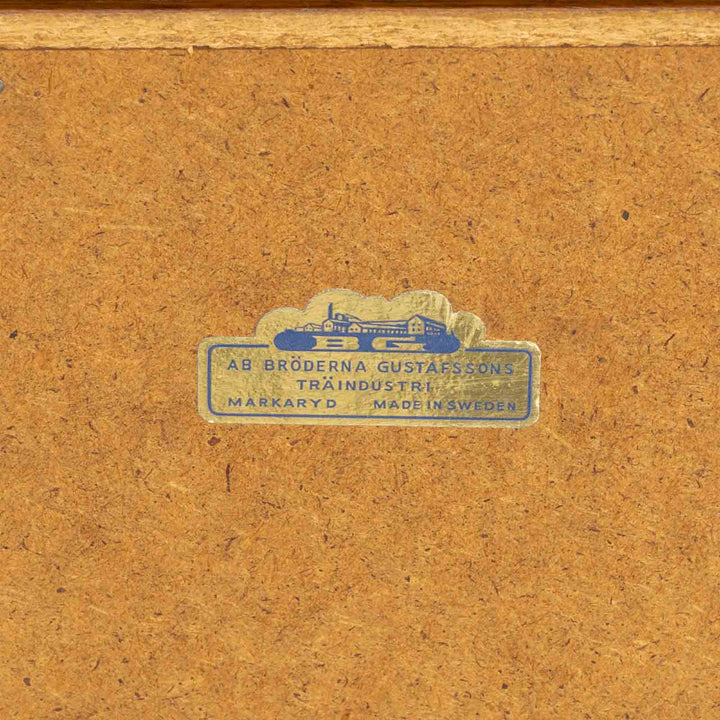 BG
AB BRÖDERNA GUSTAFSSONS
TRÄINDUSTRI
MARKARYD MADE IN SWEDEN